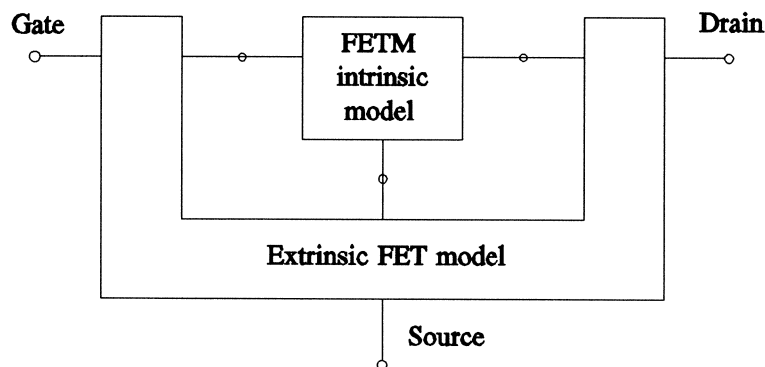 Gate
Drain
FETM
intrinsic
model
Extrinsic FET model
Source